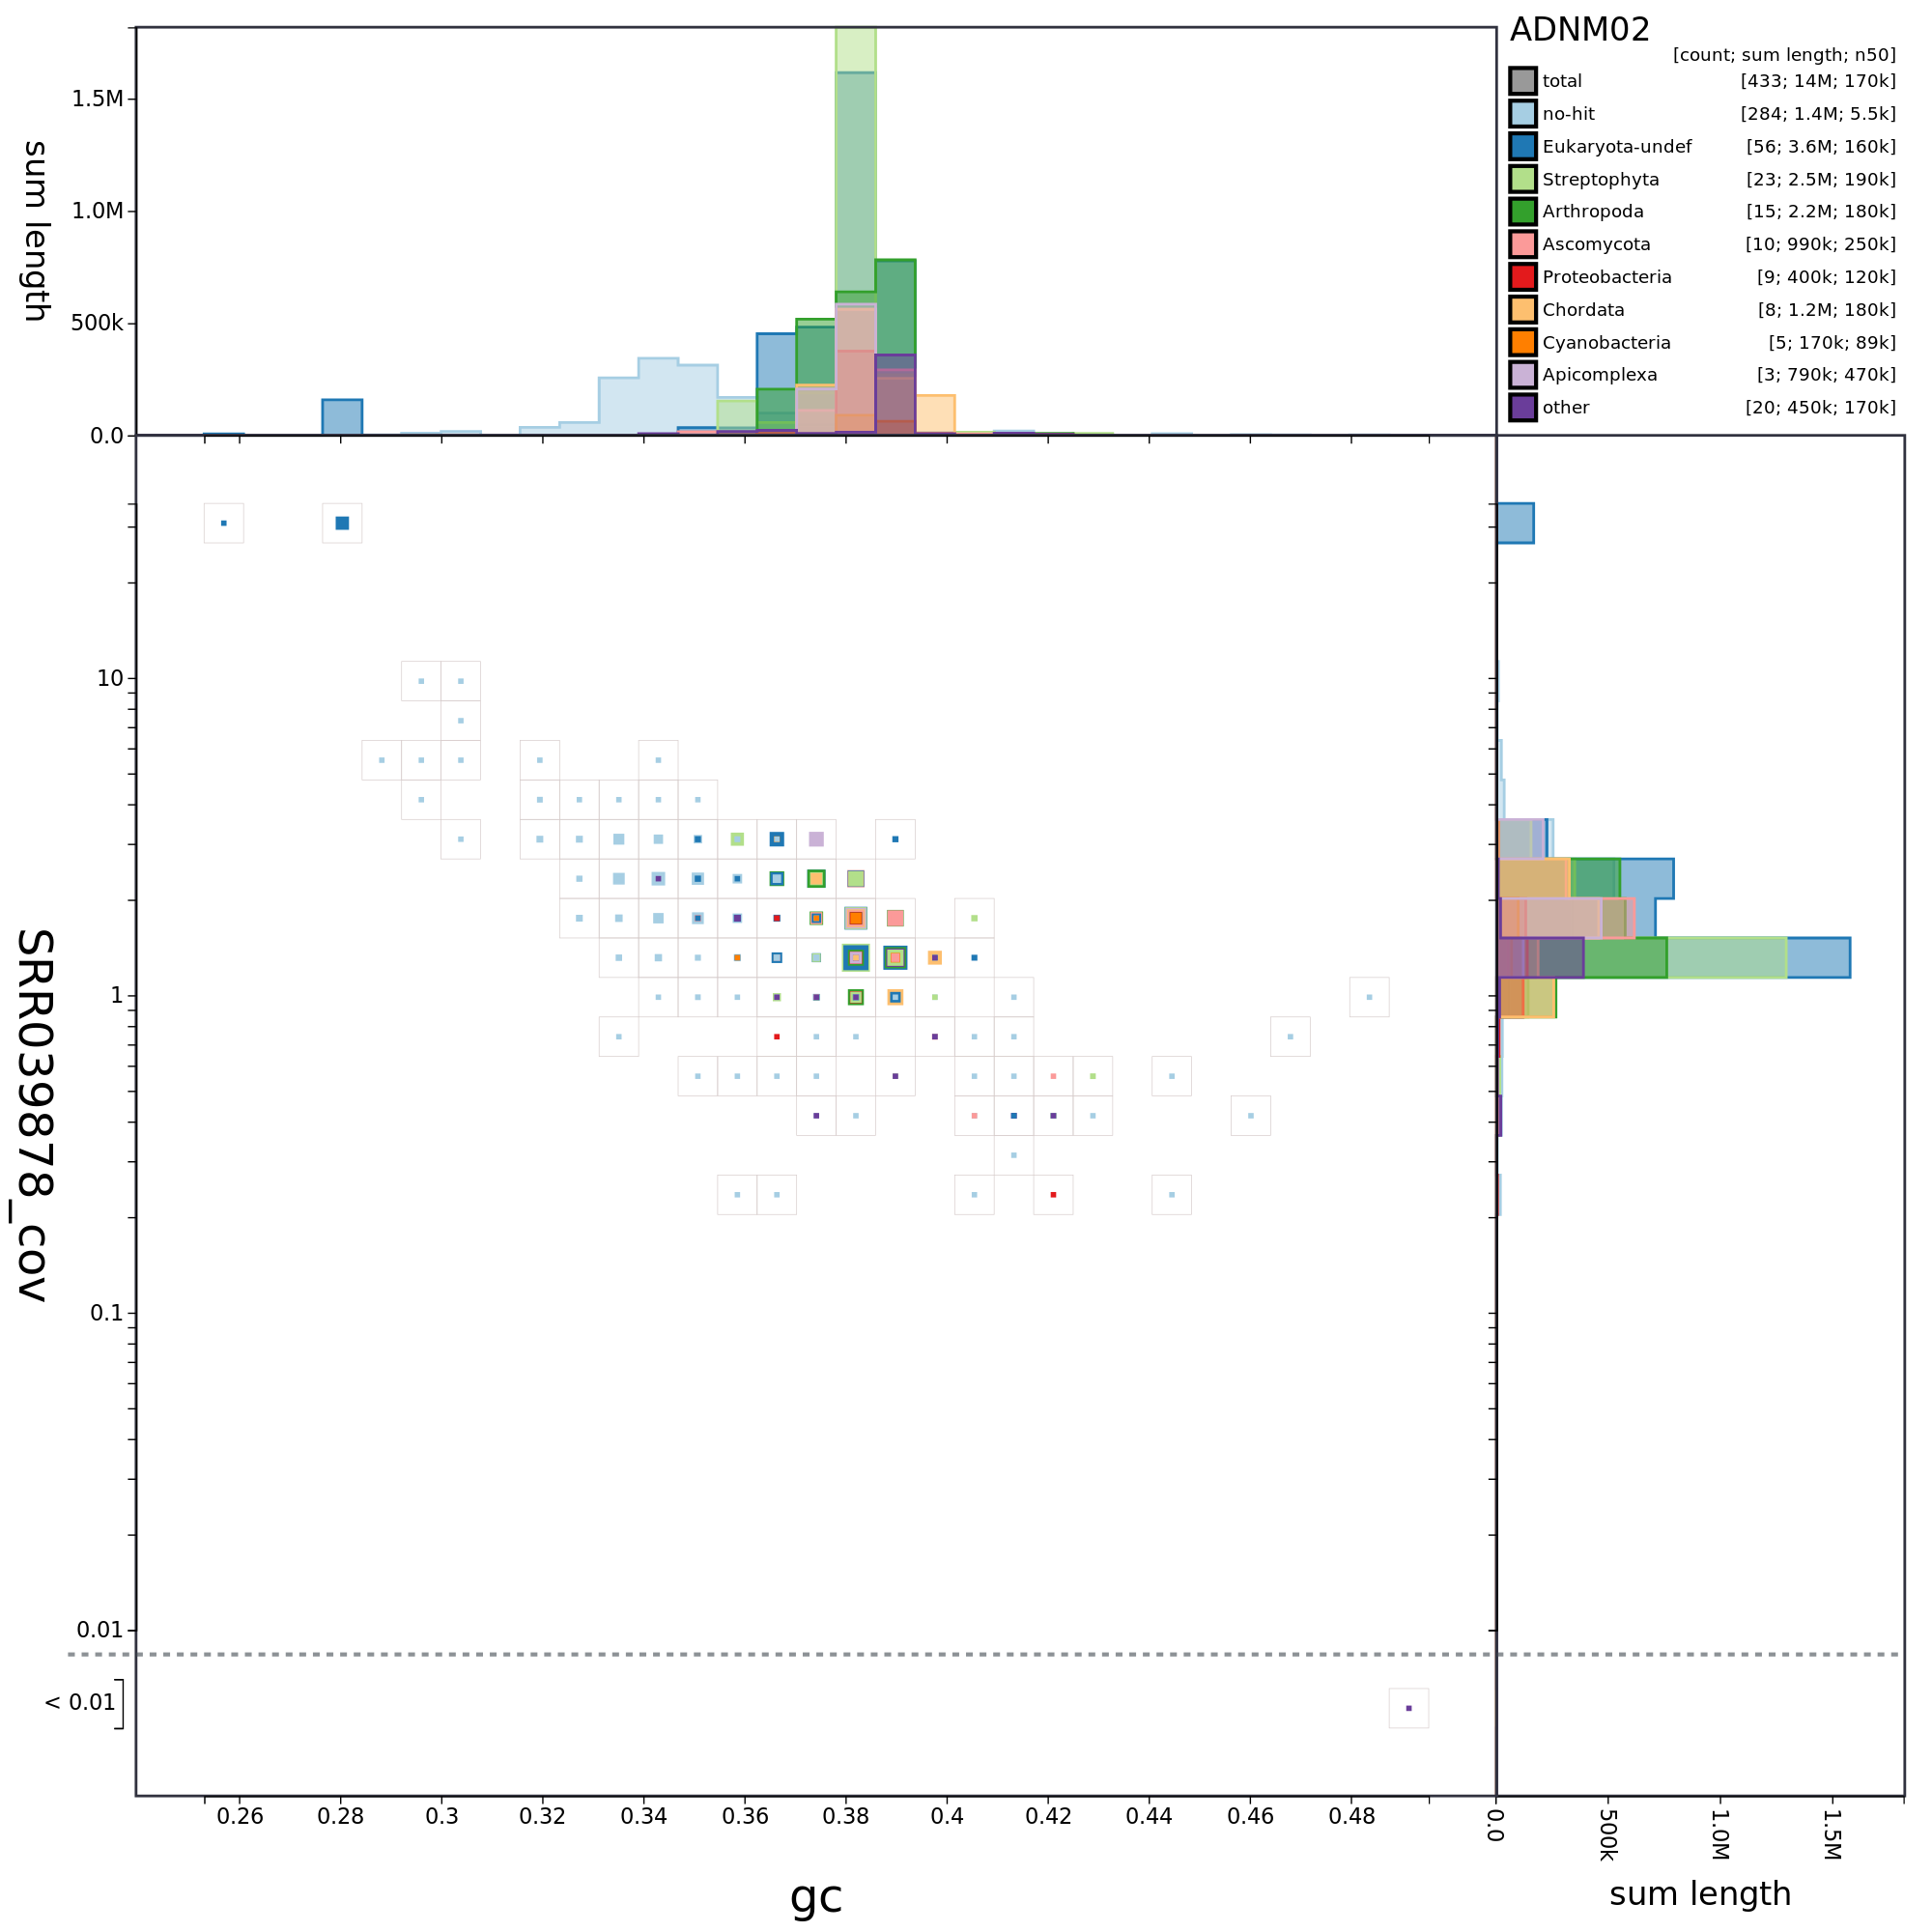 ADNM02
[count; sum length; n50]
total [433; 14M; 170k]
no-hit [284; 1.4M; 5.5k]
Eukaryota-undef [56; 3.6M; 160k]
Streptophyta [23; 2.5M; 190k]
Arthropoda [15; 2.2M; 180k]
Ascomycota [10; 990k; 250k]
Proteobacteria [9; 400k; 120k]
Chordata [8; 1.2M; 180k]
Cyanobacteria [5; 170k; 89k]
Apicomplexa [3; 790k; 470k]
other [20; 450k; 170k]
sum length
1.5M
1.0M
500k
0.0
SRR039878_cov
10
1
0.1
0.01
< 0.01
0.26 0.28 0.3 0.32 0.34 0.36 0.38 0.4 0.42 0.44 0.46 0.48
gc
0.0 500k 1.0M 1.5M
sum length